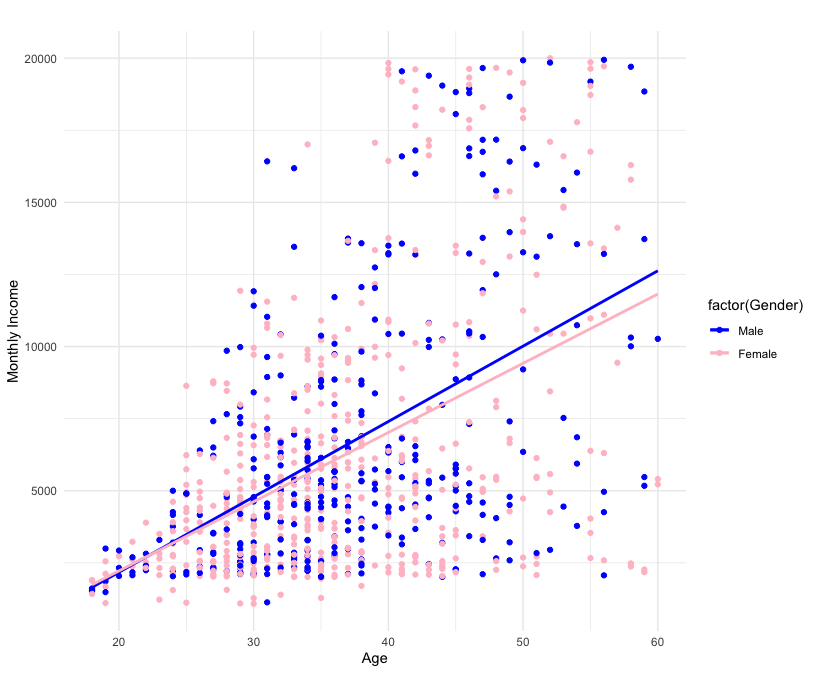 20000
15000
10000
5000
Monthly Income
20 30 40 50 60
Age
factor(Gender)
Male
Female